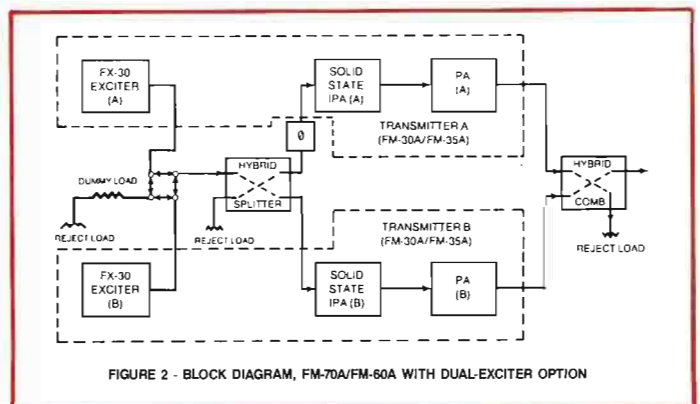 FX-30
EXCITER
(A)
SOLID
STATE
IPA (A)
PA
(A)
Ø
TRANSMITTER A
(FM-30A/FM-35A)
DUMMY LOAD
HYBRID
SPLITTER
HYBRID
COMB
REJECT LOAD
REJECT LOAD
REJECT LOAD
TRANSMITTER B
(FM-30A/FM-35A)
FX-30
EXCITER
(B)
SOLID
STATE
IPA (B)
PA
(B)
FIGURE 2 - BLOCK DIAGRAM, FM-70A/FM-60A WITH DUAL-EXCITER OPTION